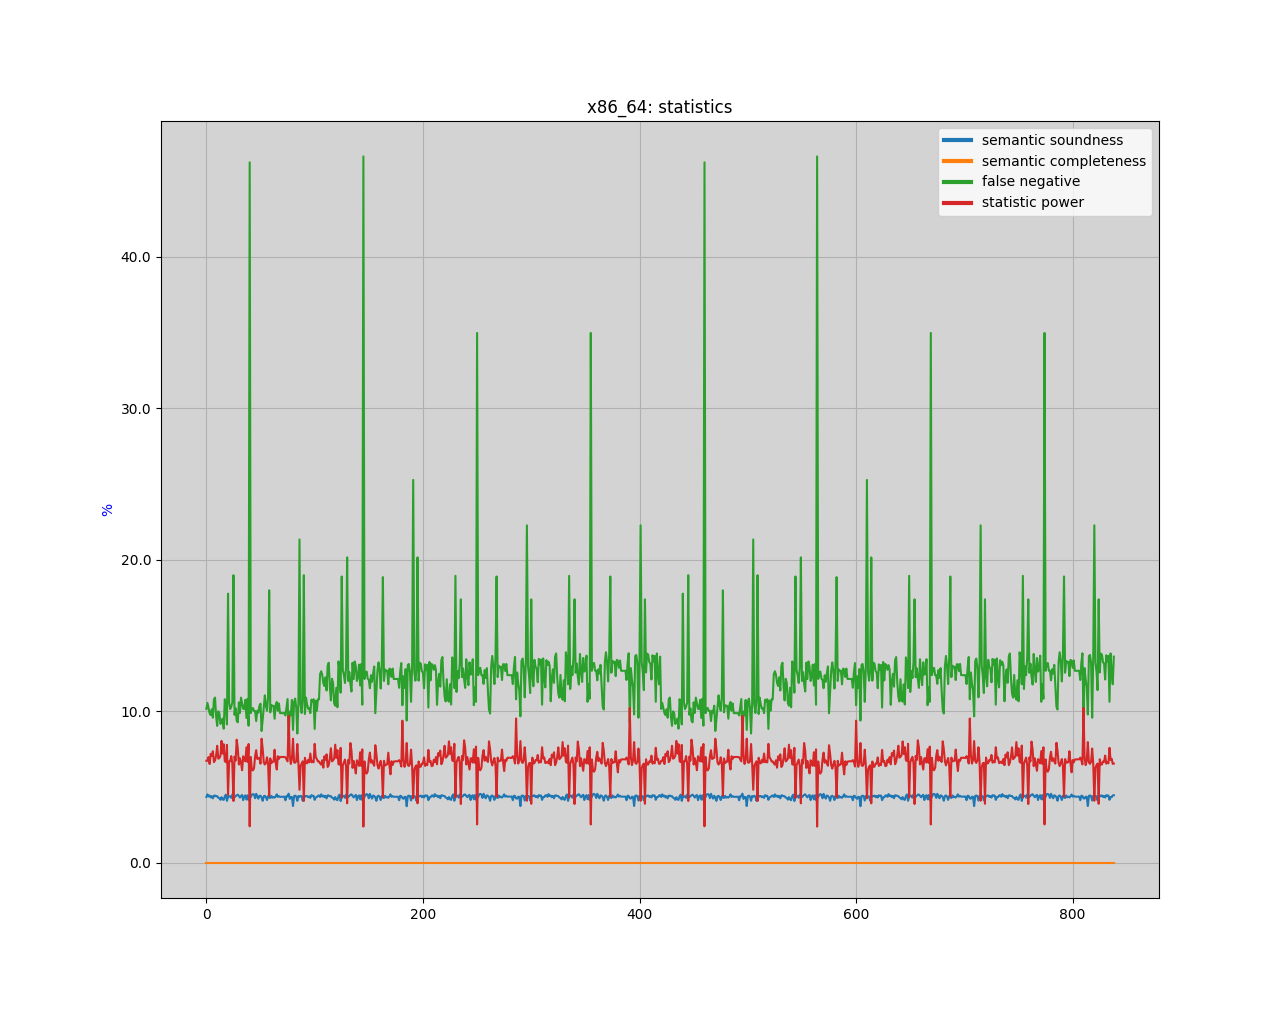 x86_64: statistics
semantic soundness
semantic completeness
false negative
statistic power
%
40.0
30.0
20.0
10.0
0.0
0 200 400 600 800